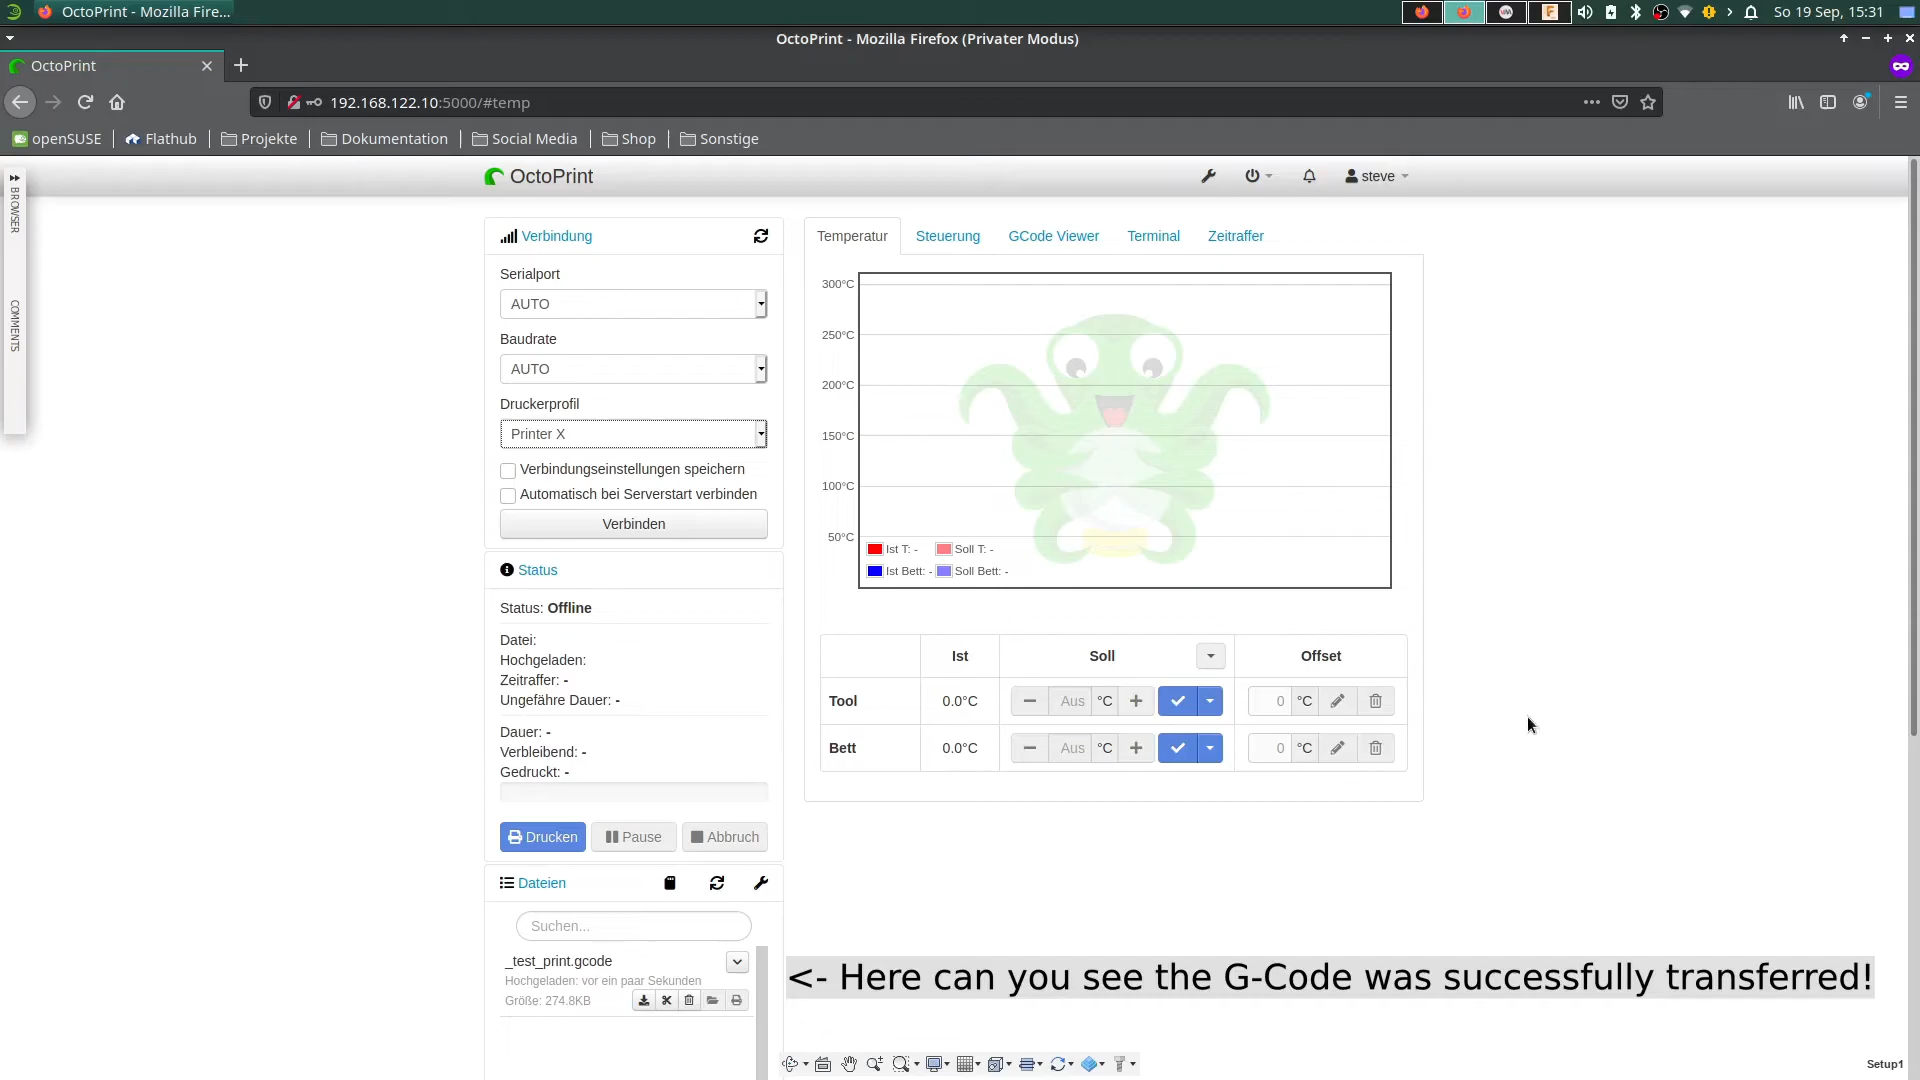 OctoPrint - Mozilla Fire...
So 19 Sep, 15:31
OctoPrint - Mozilla Firefox (Privater Modus)
OctoPrint
192.168.122.10:5000/#temp
openSUSE
Flathub
Projekte
Dokumentation
Social Media
Shop
Sonstige
BROWSER
COMMENTS
OctoPrint
steve
Verbindung
Serialport
AUTO
Baudrate
AUTO
Druckerprofil
Printer X
Verbindungseinstellungen speichern
Automatisch bei Serverstart verbinden
Verbinden
Status
Status: Offline
Datei:
Hochgeladen:
Zeitraffer: -
Ungefähre Dauer: -
Dauer: -
Verbleibend: -
Gedruckt: -
Drucken
Pause
Abbruch
Dateien
Suchen...
_test_print.gcode
Hochgeladen: vor ein paar Sekunden
Größe: 274.8KB
Temperatur
Steuerung
GCode Viewer
Terminal
Zeitraffer
300°C
250°C
200°C
150°C
100°C
50°C
Ist T: -
Soll T: -
Ist Bett: -
Soll Bett: -
Ist
Soll
Offset
Tool
0.0°C
Aus
°C
0
°C
Bett
0.0°C
Aus
°C
0
°C
<- Here can you see the G-Code was successfully transferred!
Setup1